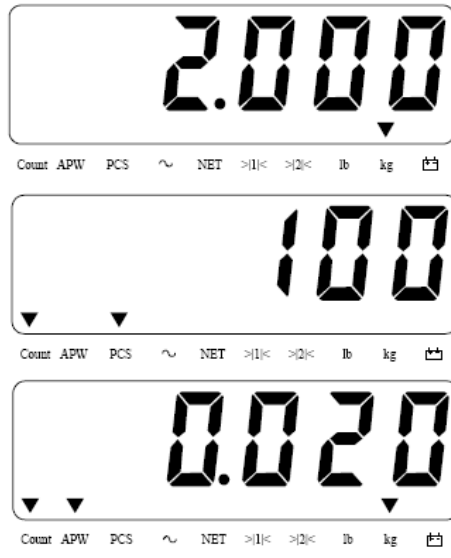 2.000
Count APW PCS ~ NET >|1|< >|2|< lb kg
100
Count APW PCS ~ NET >|1|< >|2|< lb kg
0.020
Count APW PCS ~ NET >|1|< >|2|< lb kg